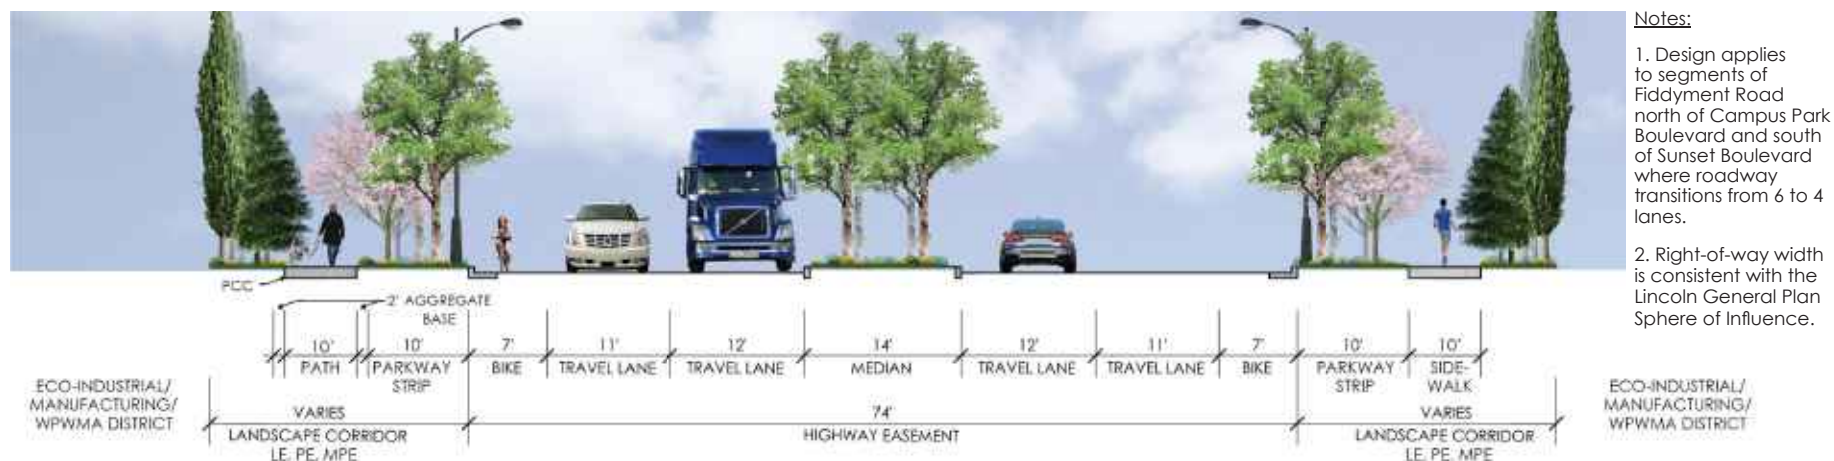 Notes:
1. Design applies
to segments of
Fiddyment Road
north of Campus Park
Boulevard and south
of Sunset Boulevard
where roadway
transitions from 6 to 4
lanes.
2. Right-of-way width
is consistent with the
Lincoln General Plan
Sphere of Influence.
PCC
2' AGGREGATE
BASE
10' 10' 7' 11' 12' 14' 12' 11' 7' 10' 10'
PATH PARKWAY BIKE TRAVEL LANE TRAVEL LANE MEDIAN TRAVEL LANE TRAVEL LANE BIKE PARKWAY SIDE-
STRIP STRIP WALK
ECO-INDUSTRIAL/
MANUFACTURING/
WPWMA DISTRICT
VARIES
LANDSCAPE CORRIDOR
LE, PE, MPE
74'
HIGHWAY EASEMENT
VARIES
LANDSCAPE CORRIDOR
LE, PE, MPE
ECO-INDUSTRIAL/
MANUFACTURING/
WPWMA DISTRICT